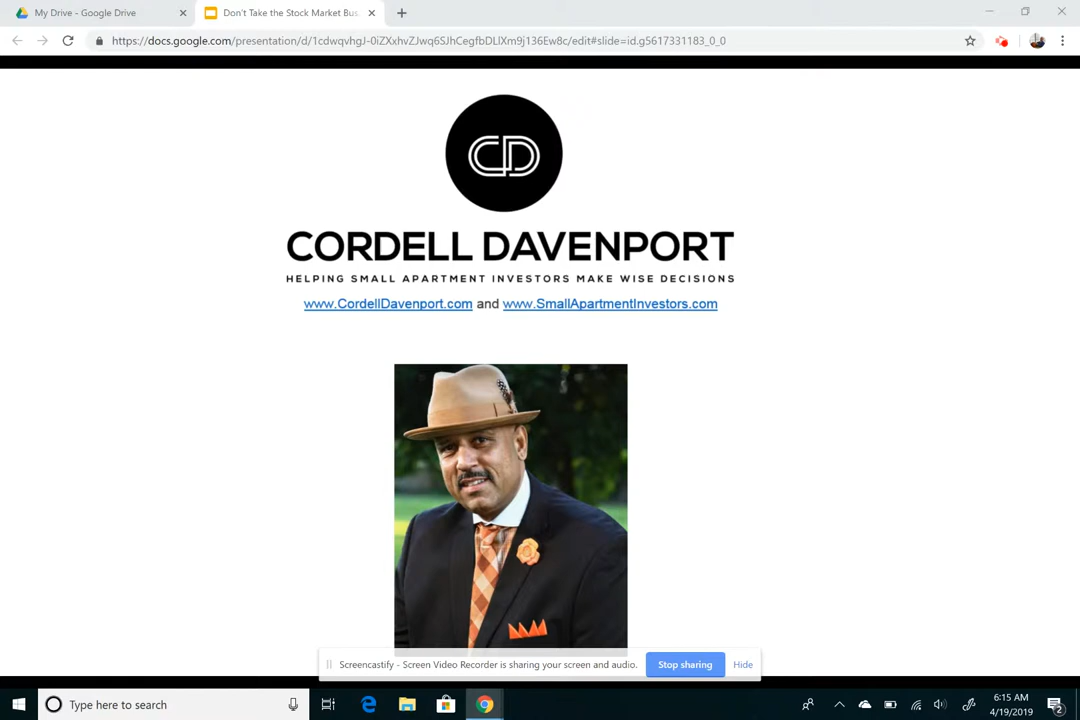 My Drive - Google Drive
Don't Take the Stock Market Bus
https://docs.google.com/presentation/d/1cdwqvhgJ-0iZXxhvZJwq6SJhCegfbDLlXm9j136Ew8c/edit#slide=id.g5617331183_0_0
CD
CORDELL DAVENPORT
HELPING SMALL APARTMENT INVESTORS MAKE WISE DECISIONS
www.CordellDavenport.com and www.SmallApartmentInvestors.com
Screencastify - Screen Video Recorder is sharing your screen and audio. Stop sharing Hide
Type here to search
6:15 AM
4/19/2019
2